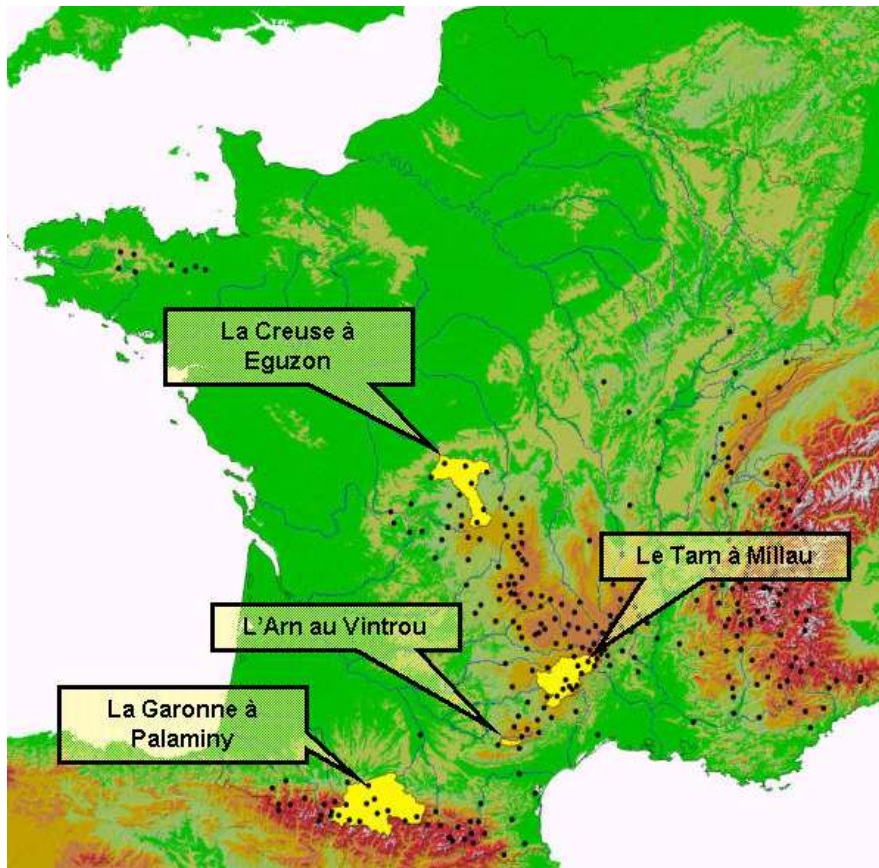 La Creuse à
Eguzon
Le Tarn à Millau
L'Arn au Vintrou
La Garonne à
Palaminy